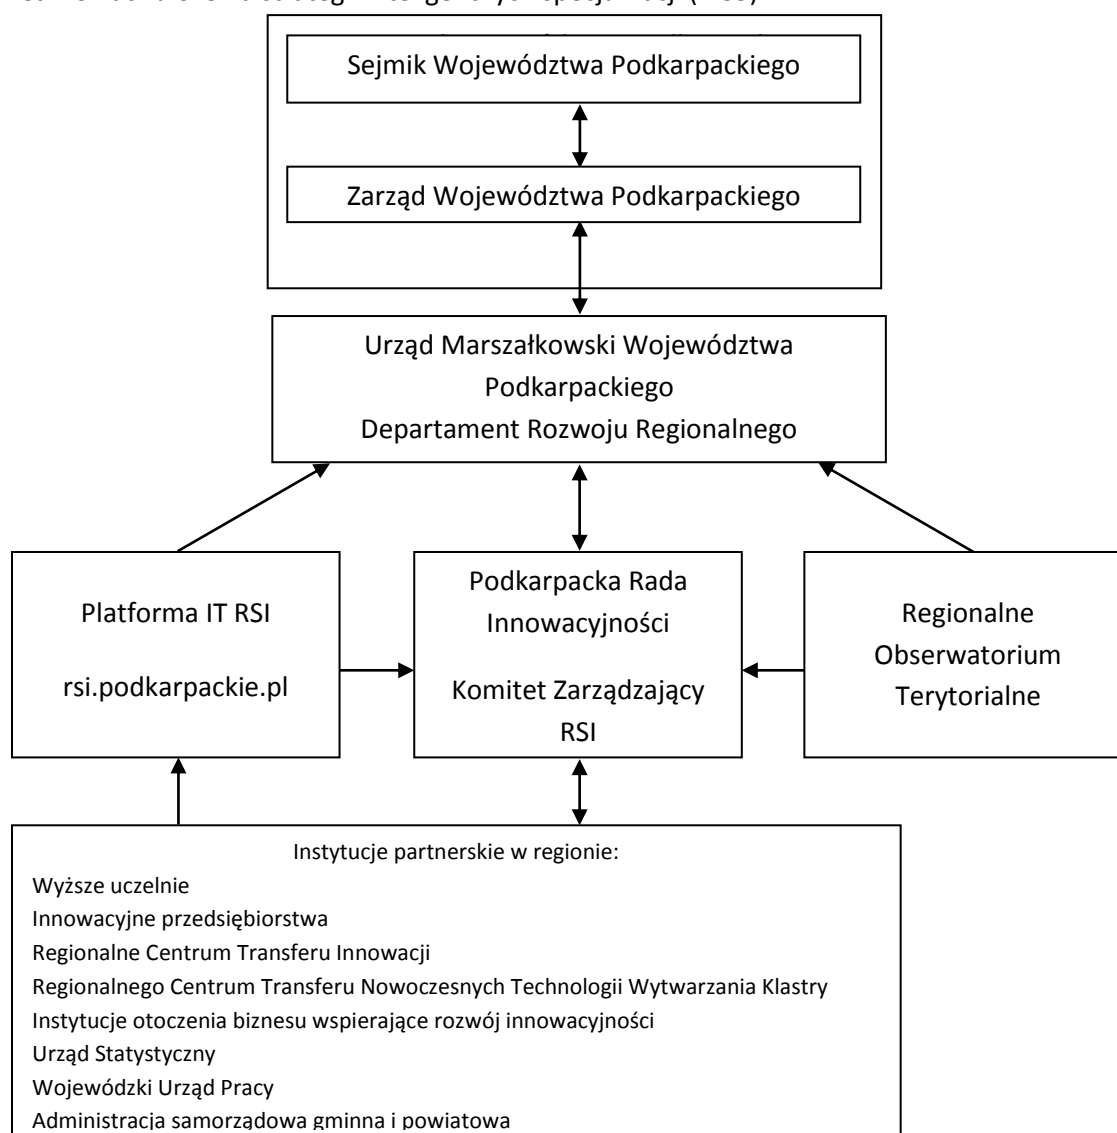 Sejmik Województwa Podkarpackiego
Zarząd Województwa Podkarpackiego
Urząd Marszałkowski Województwa
Podkarpackiego
Departament Rozwoju Regionalnego
Platforma IT RSI
rsi.podkarpackie.pl
Podkarpacka Rada
Innowacyjności
Komitet Zarządzający
RSI
Regionalne
Obserwatorium
Terytorialne
Instytucje partnerskie w regionie:
Wyższe uczelnie
Innowacyjne przedsiębiorstwa
Regionalne Centrum Transferu Innowacji
Regionalnego Centrum Transferu Nowoczesnych Technologii Wytwarzania Klastry
Instytucje otoczenia biznesu wspierające rozwój innowacyjności
Urząd Statystyczny
Wojewódzki Urząd Pracy
Administracja samorządowa gminna i powiatowa